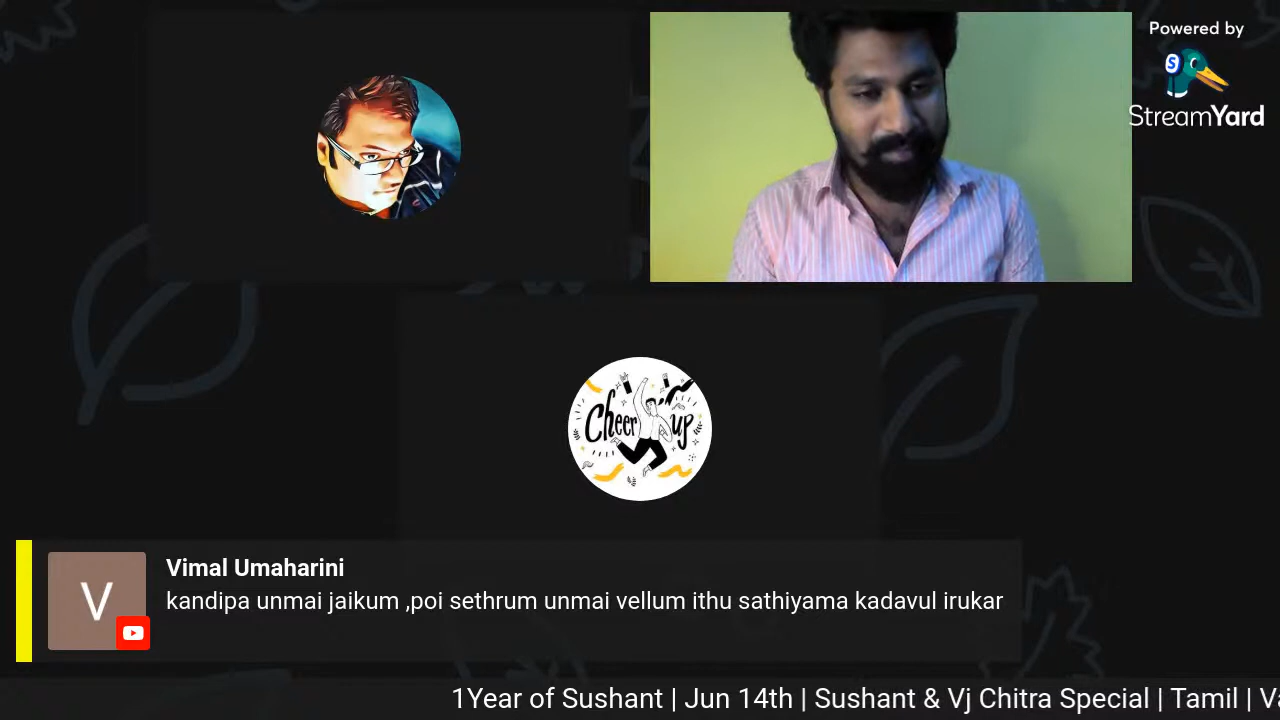 Powered by
S
StreamYard
Cheer up
V
Vimal Umaharini
kandipa unmai jaikum ,poi sethrum unmai vellum ithu sathiyama kadavul irukar
1Year of Sushant | Jun 14th | Sushant & Vj Chitra Special | Tamil |